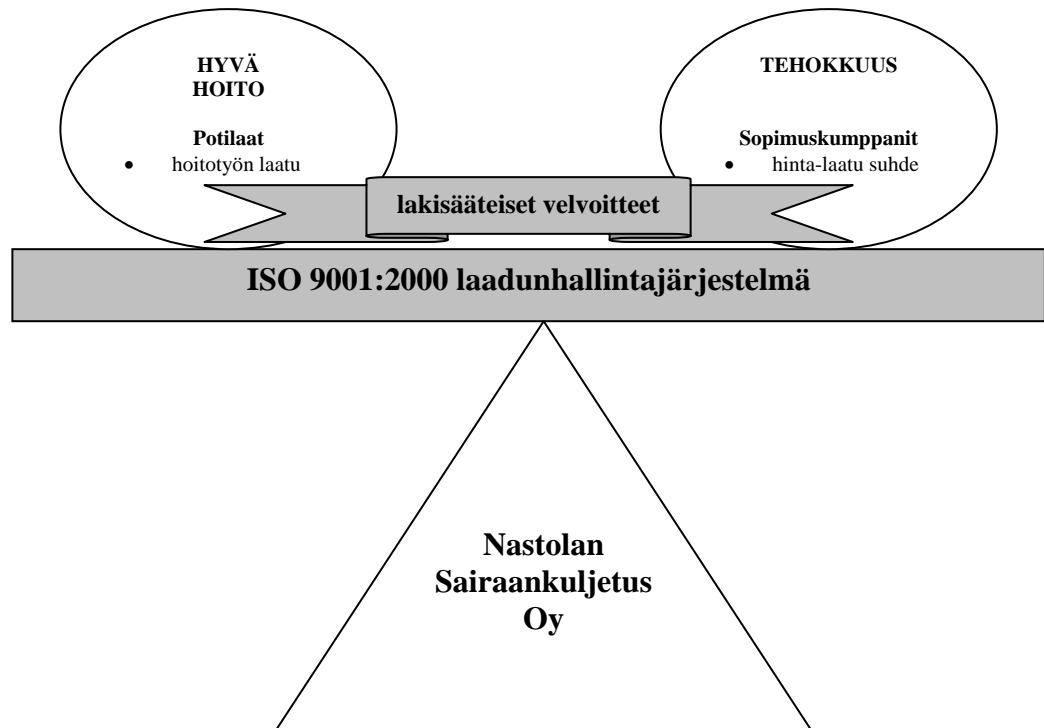 HYVÄ
HOITO
Potilaat
• hoitotyön laatu
TEHOKKUUS
Sopimuskumppanit
• hinta-laatu suhde
lakisääteiset velvoitteet
ISO 9001:2000 laadunhallintajärjestelmä
Nastolan
Sairaankuljetus
Oy